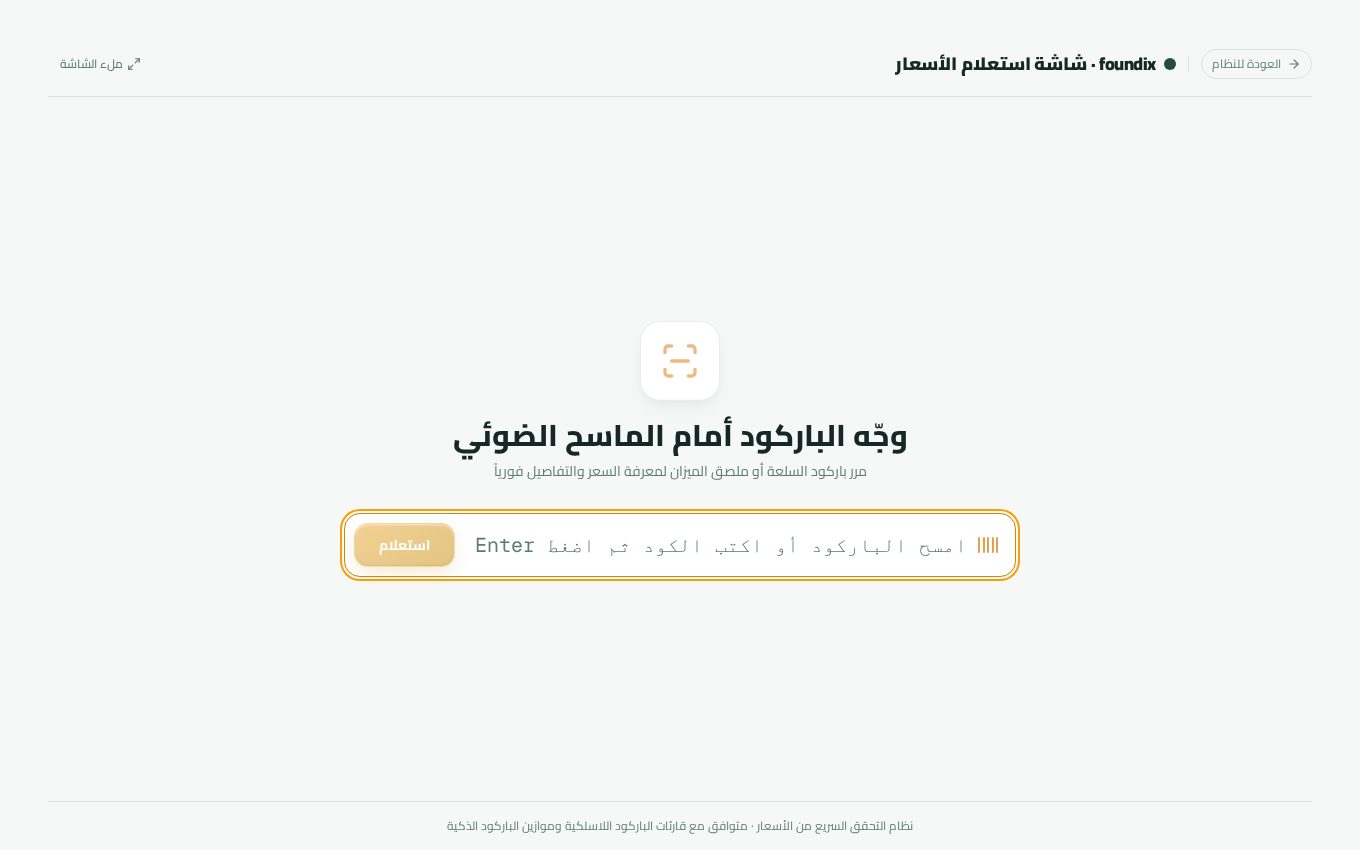 العودة للنظام
foundix · شاشة استعلام الأسعار
ملء الشاشة
وجّه الباركود أمام الماسح الضوئي
مرر باركود السلعة أو ملصق الميزان لمعرفة السعر والتفاصيل فورياً
امسح الباركود أو اكتب الكود ثم اضغط Enter
استعلام
نظام التحقق السريع من الأسعار · متوافق مع قارئات الباركود اللاسلكية وموازين الباركود الذكية